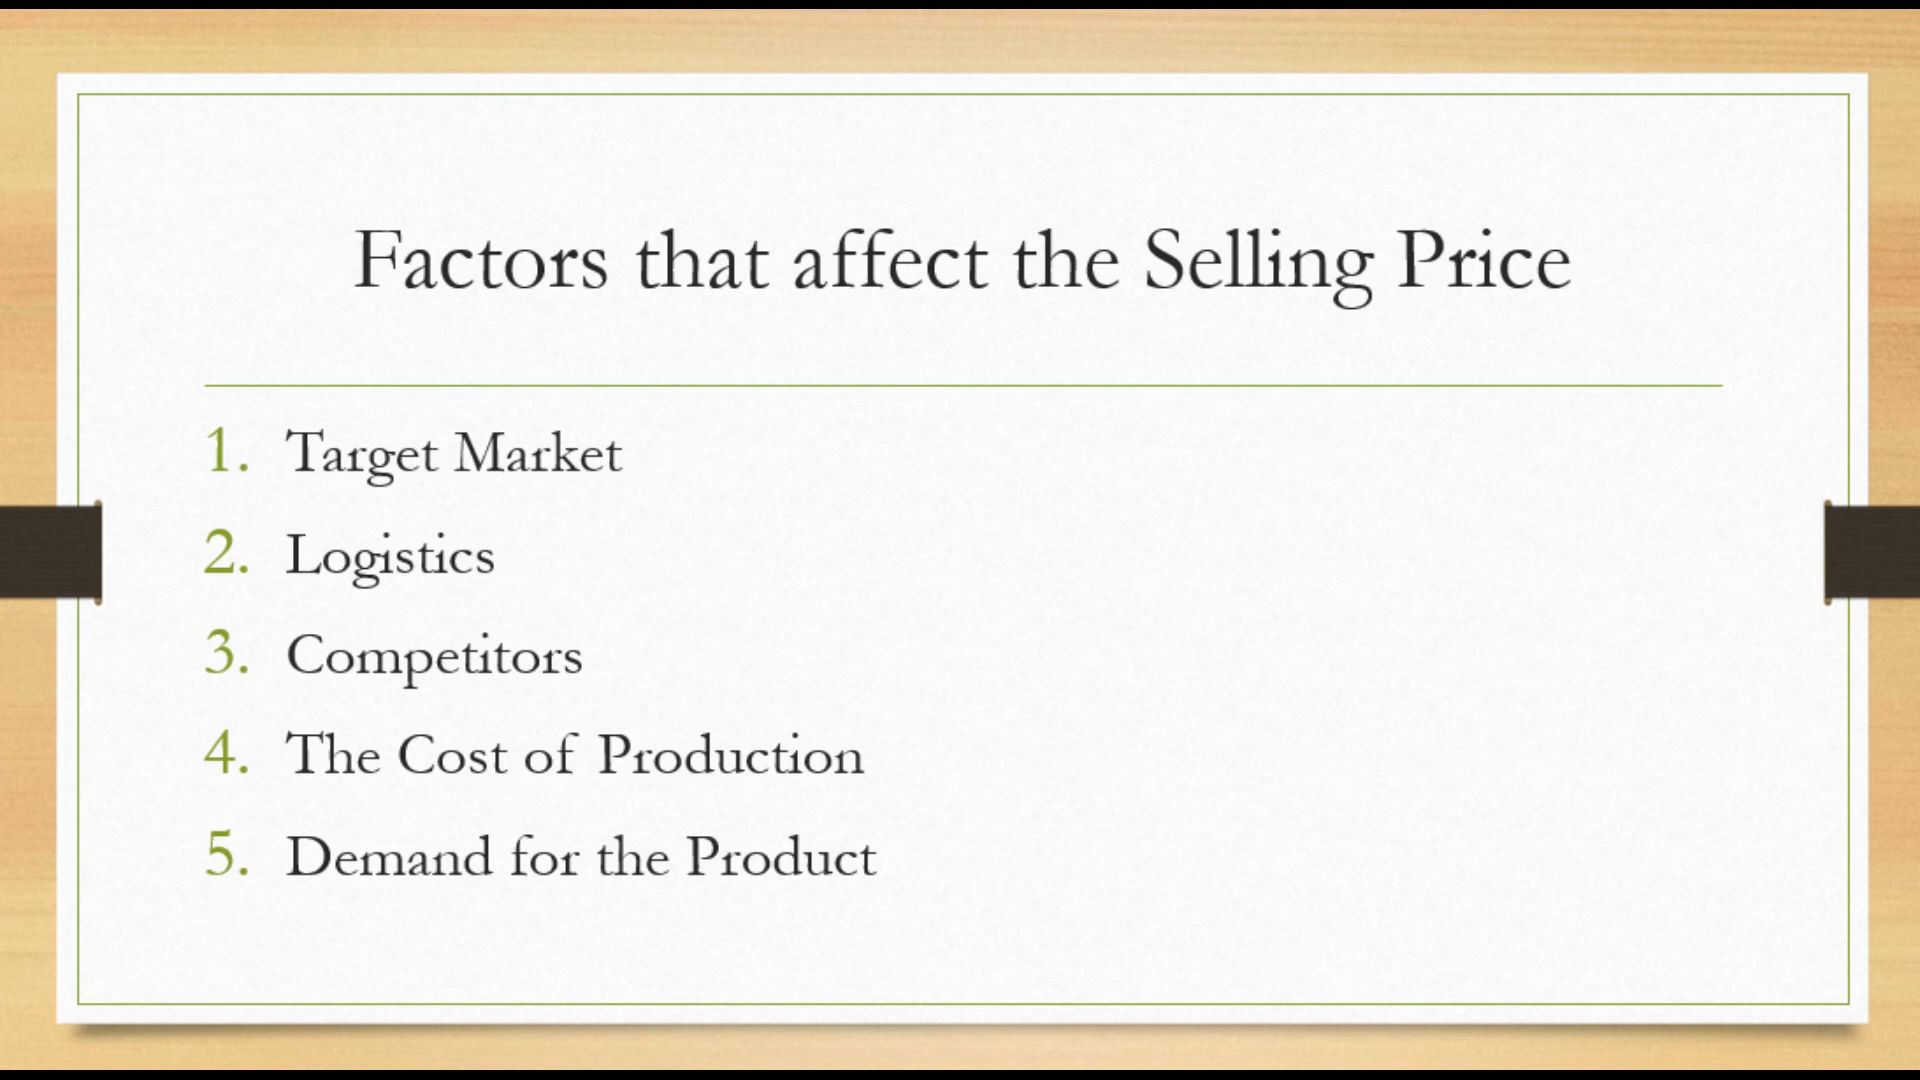 Factors that affect the Selling Price
1. Target Market
2. Logistics
3. Competitors
4. The Cost of Production
5. Demand for the Product